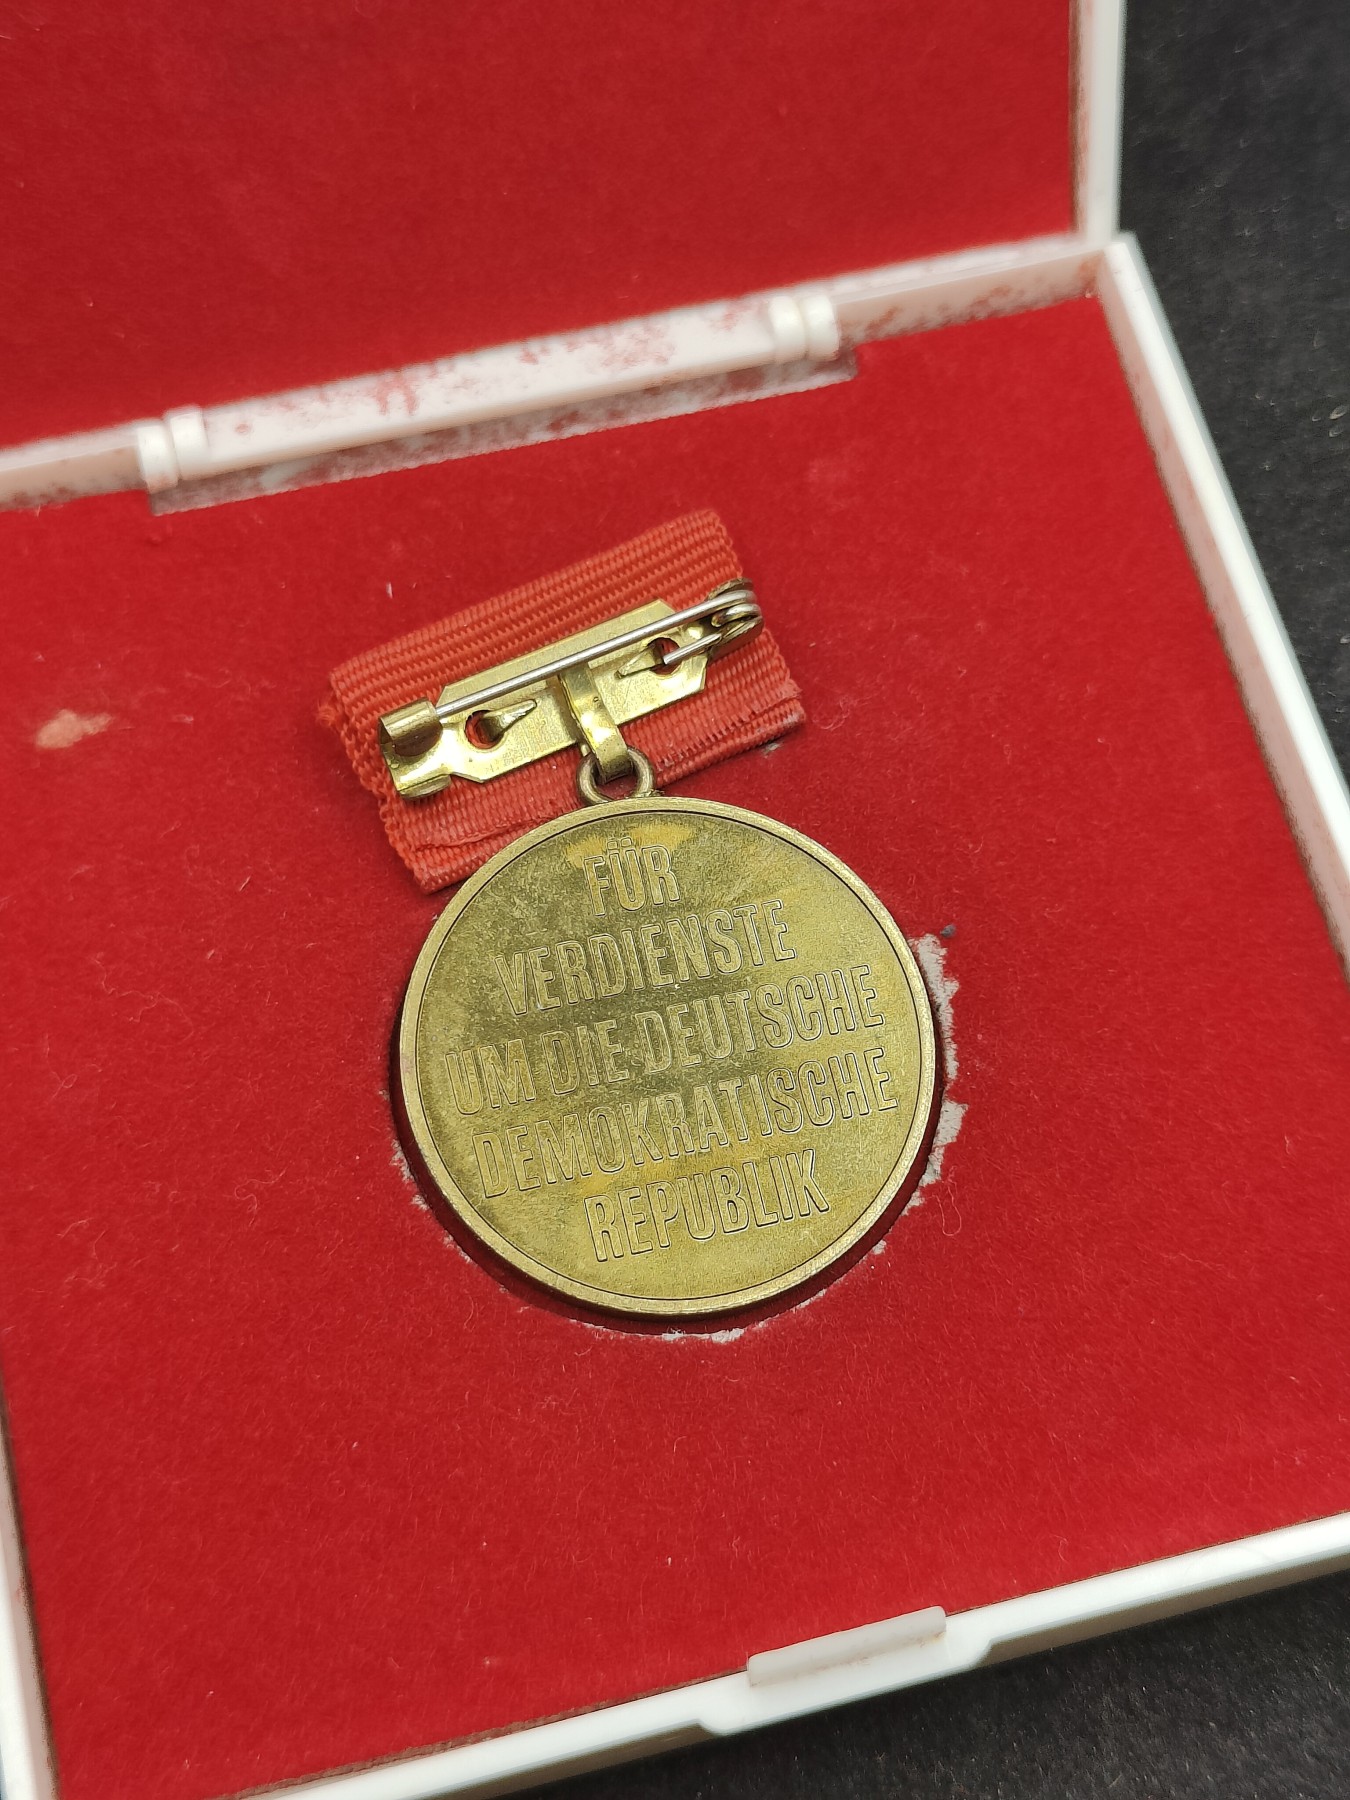 FÜR
VERDIENSTE
UM DIE DEUTSCHE
DEMOKRATISCHE
REPUBLIK